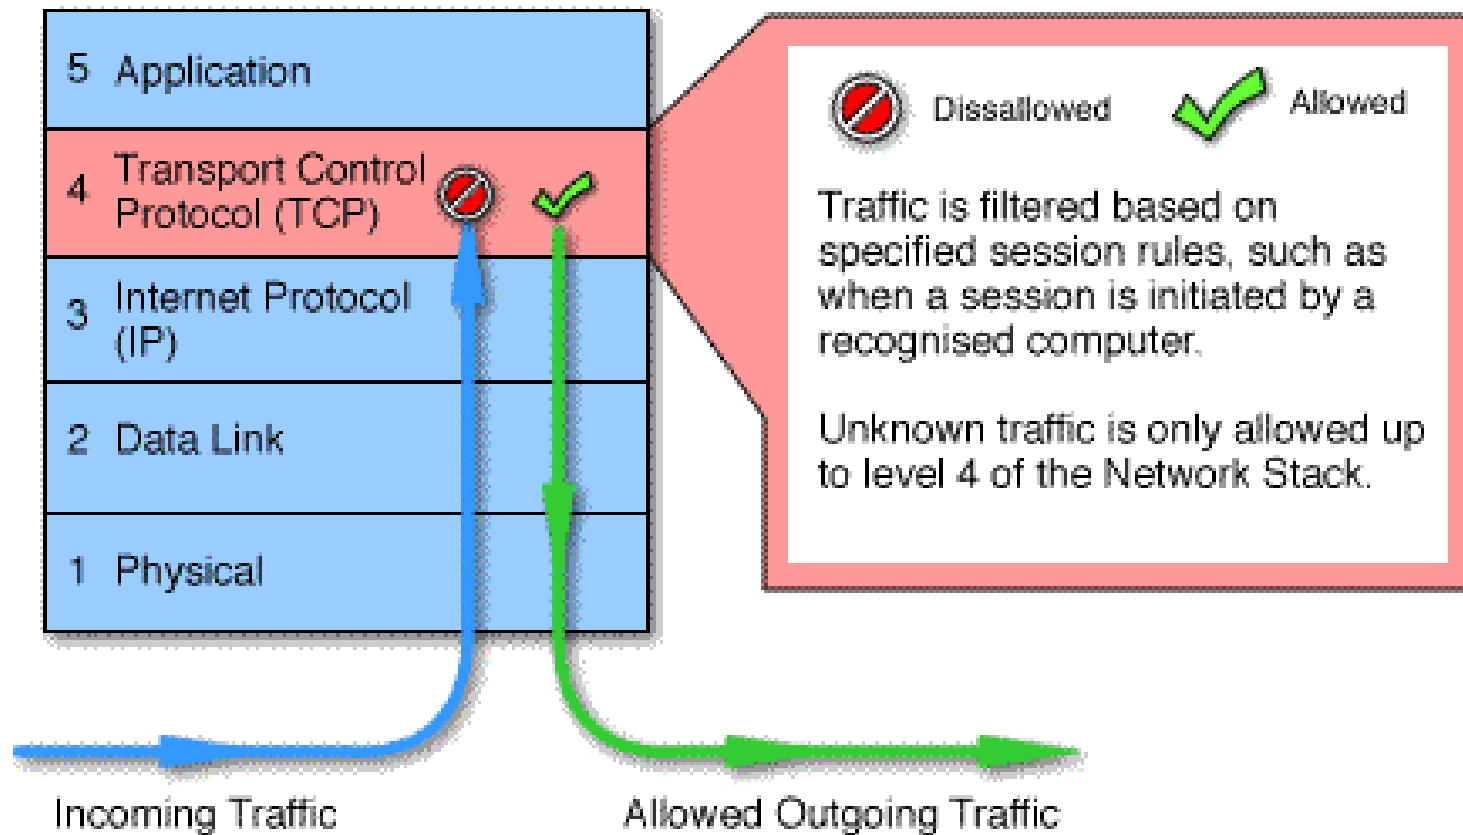 5 Application
4 Transport Control
Protocol (TCP)
3 Internet Protocol
(IP)
2 Data Link
1 Physical
Incoming Traffic
Allowed Outgoing Traffic
Dissallowed
Allowed
Traffic is filtered based on
specified session rules, such as
when a session is initiated by a
recognised computer.
Unknown traffic is only allowed up
to level 4 of the Network Stack.